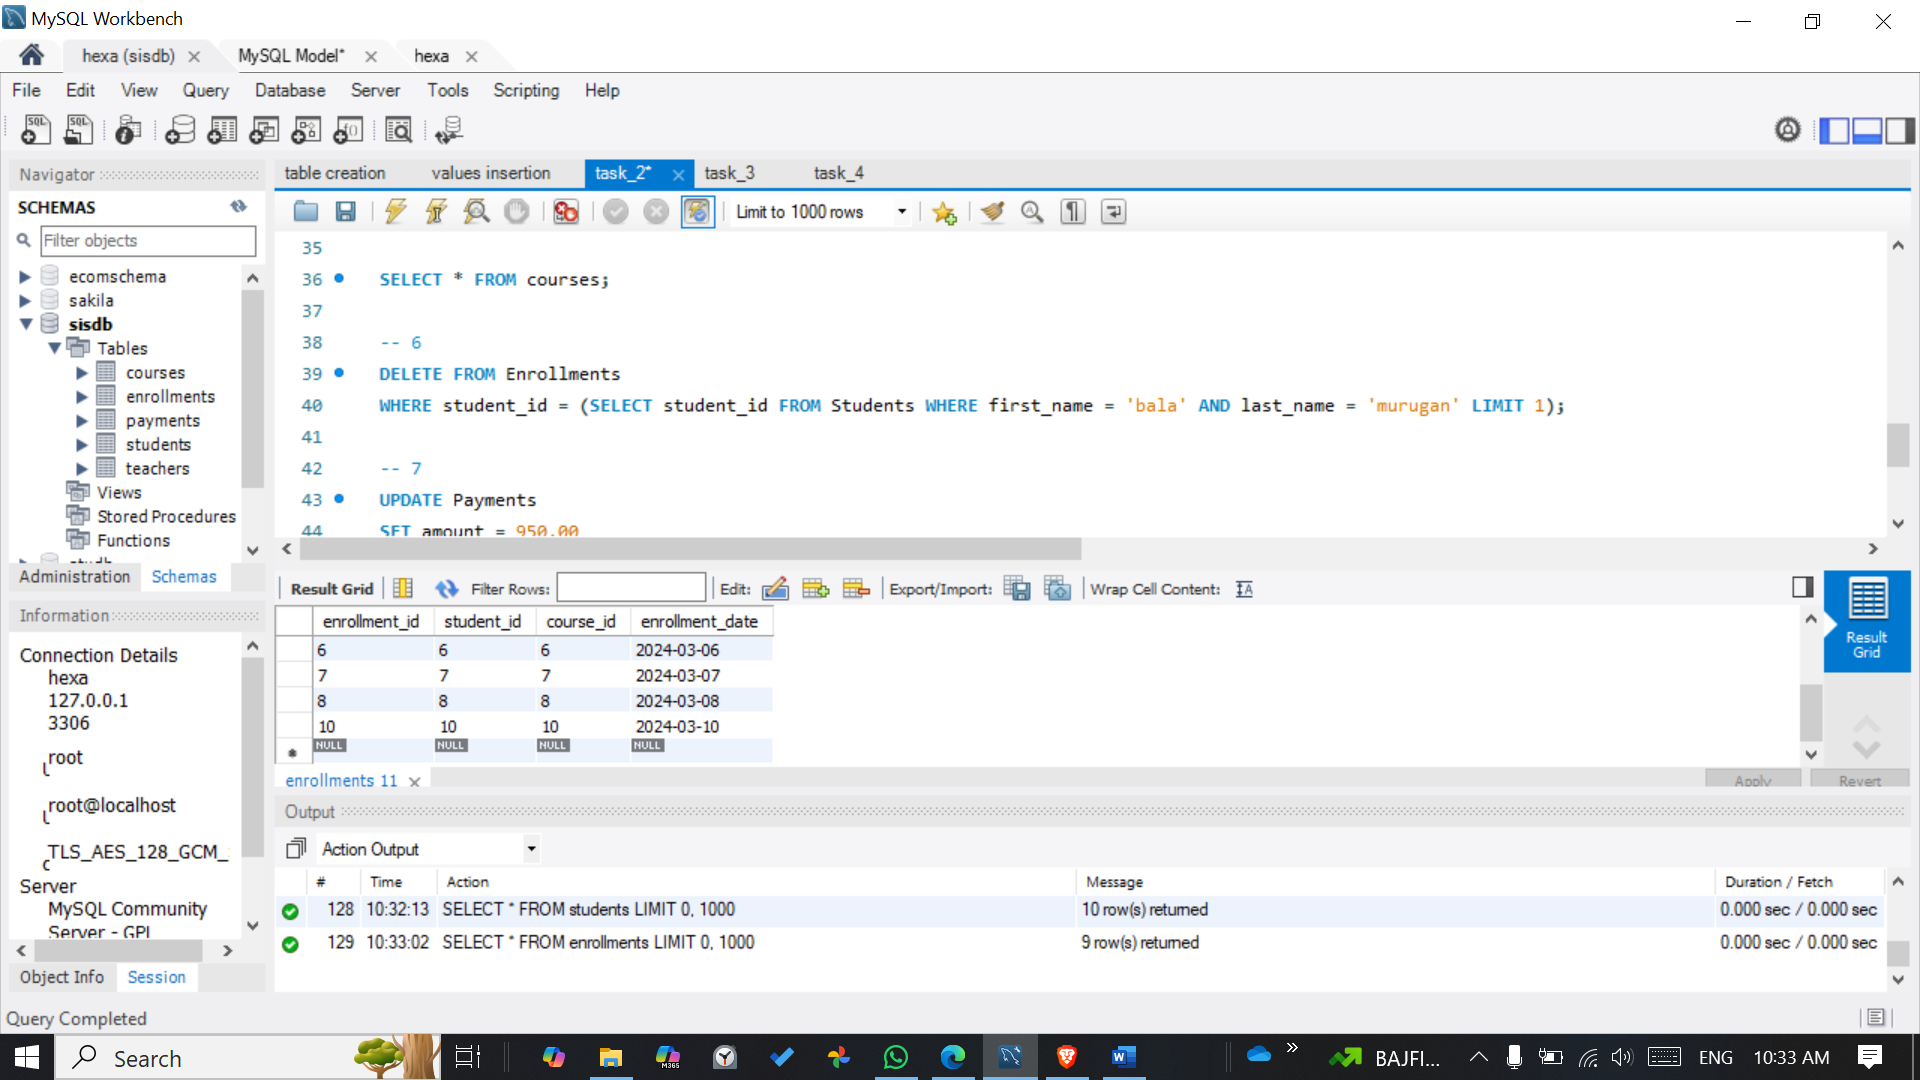 MySQL Workbench
hexa (sisdb)
MySQL Model*
hexa
File Edit View Query Database Server Tools Scripting Help
Navigator
SCHEMAS
Filter objects
ecomschema
sakila
sisdb
Tables
courses
enrollments
payments
students
teachers
Views
Stored Procedures
Functions
Administration Schemas
Information
Connection Details
hexa
127.0.0.1
3306
root
root@localhost
TLS_AES_128_GCM_
Server
MySQL Community
Server - GPL
Object Info Session
Query Completed
table creation values insertion task_2* task_3 task_4
Limit to 1000 rows
35
36 SELECT * FROM courses;
37
38 -- 6
39 DELETE FROM Enrollments
40 WHERE student_id = (SELECT student_id FROM Students WHERE first_name = 'bala' AND last_name = 'murugan' LIMIT 1);
41
42 -- 7
43 UPDATE Payments
44 SET amount = 950.00
Result Grid Filter Rows: Edit: Export/Import: Wrap Cell Content:
enrollment_id student_id course_id enrollment_date
6 6 6 2024-03-06
7 7 7 2024-03-07
8 8 8 2024-03-08
10 10 10 2024-03-10
NULL NULL NULL NULL
Result
Grid
enrollments 11
Apply Revert
Output
Action Output
# Time Action Message Duration / Fetch
128 10:32:13 SELECT * FROM students LIMIT 0, 1000 10 row(s) returned 0.000 sec / 0.000 sec
129 10:33:02 SELECT * FROM enrollments LIMIT 0, 1000 9 row(s) returned 0.000 sec / 0.000 sec
Search
M365
BAJFI...
ENG
10:33 AM